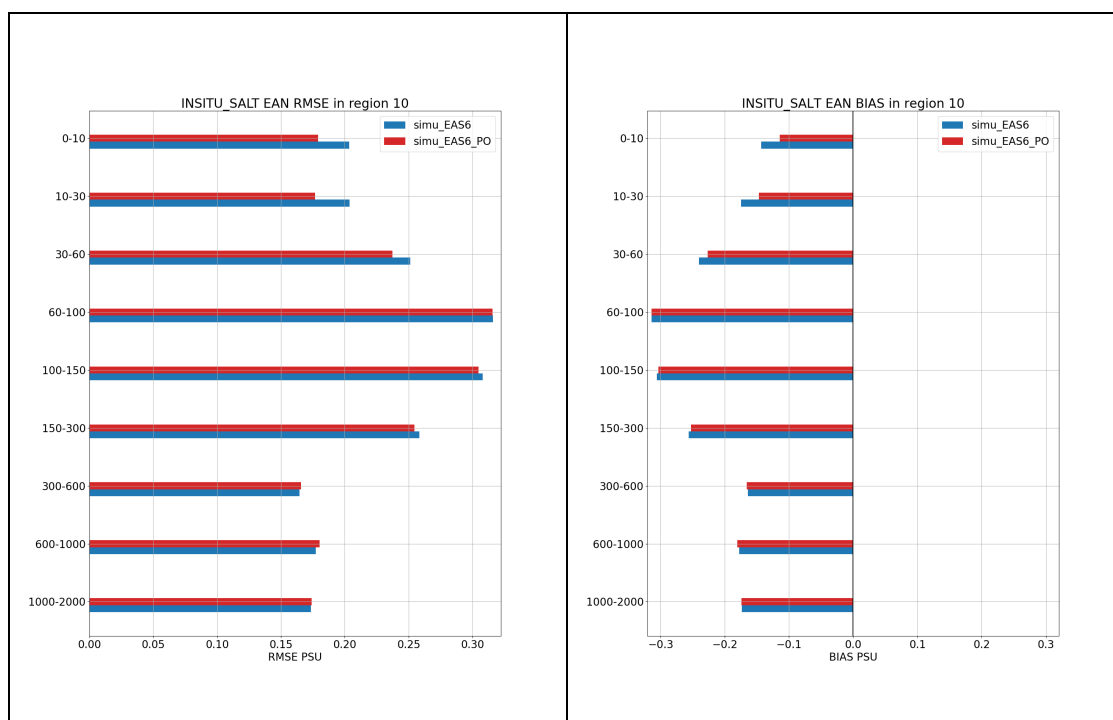 INSITU_SALT EAN RMSE in region 10
simu_EAS6
simu_EAS6_PO
0-10
10-30
30-60
60-100
100-150
150-300
300-600
600-1000
1000-2000
0.00 0.05 0.10 0.15 0.20 0.25 0.30
RMSE PSU
INSITU_SALT EAN BIAS in region 10
simu_EAS6
simu_EAS6_PO
0-10
10-30
30-60
60-100
100-150
150-300
300-600
600-1000
1000-2000
−0.3 −0.2 −0.1 0.0 0.1 0.2 0.3
BIAS PSU